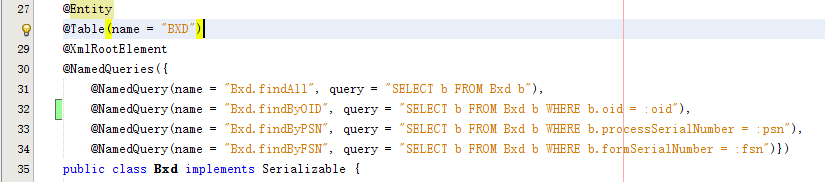 27 @Entity
@Table(name = "BXD")
29 @XmlRootElement
30 @NamedQueries({
31 @NamedQuery(name = "Bxd.findAll", query = "SELECT b FROM Bxd b"),
32 @NamedQuery(name = "Bxd.findByOID", query = "SELECT b FROM Bxd b WHERE b.oid = :oid"),
33 @NamedQuery(name = "Bxd.findByPSN", query = "SELECT b FROM Bxd b WHERE b.processSerialNumber = :psn"),
34 @NamedQuery(name = "Bxd.findByFSN", query = "SELECT b FROM Bxd b WHERE b.formSerialNumber = :fsn")})
35 public class Bxd implements Serializable {